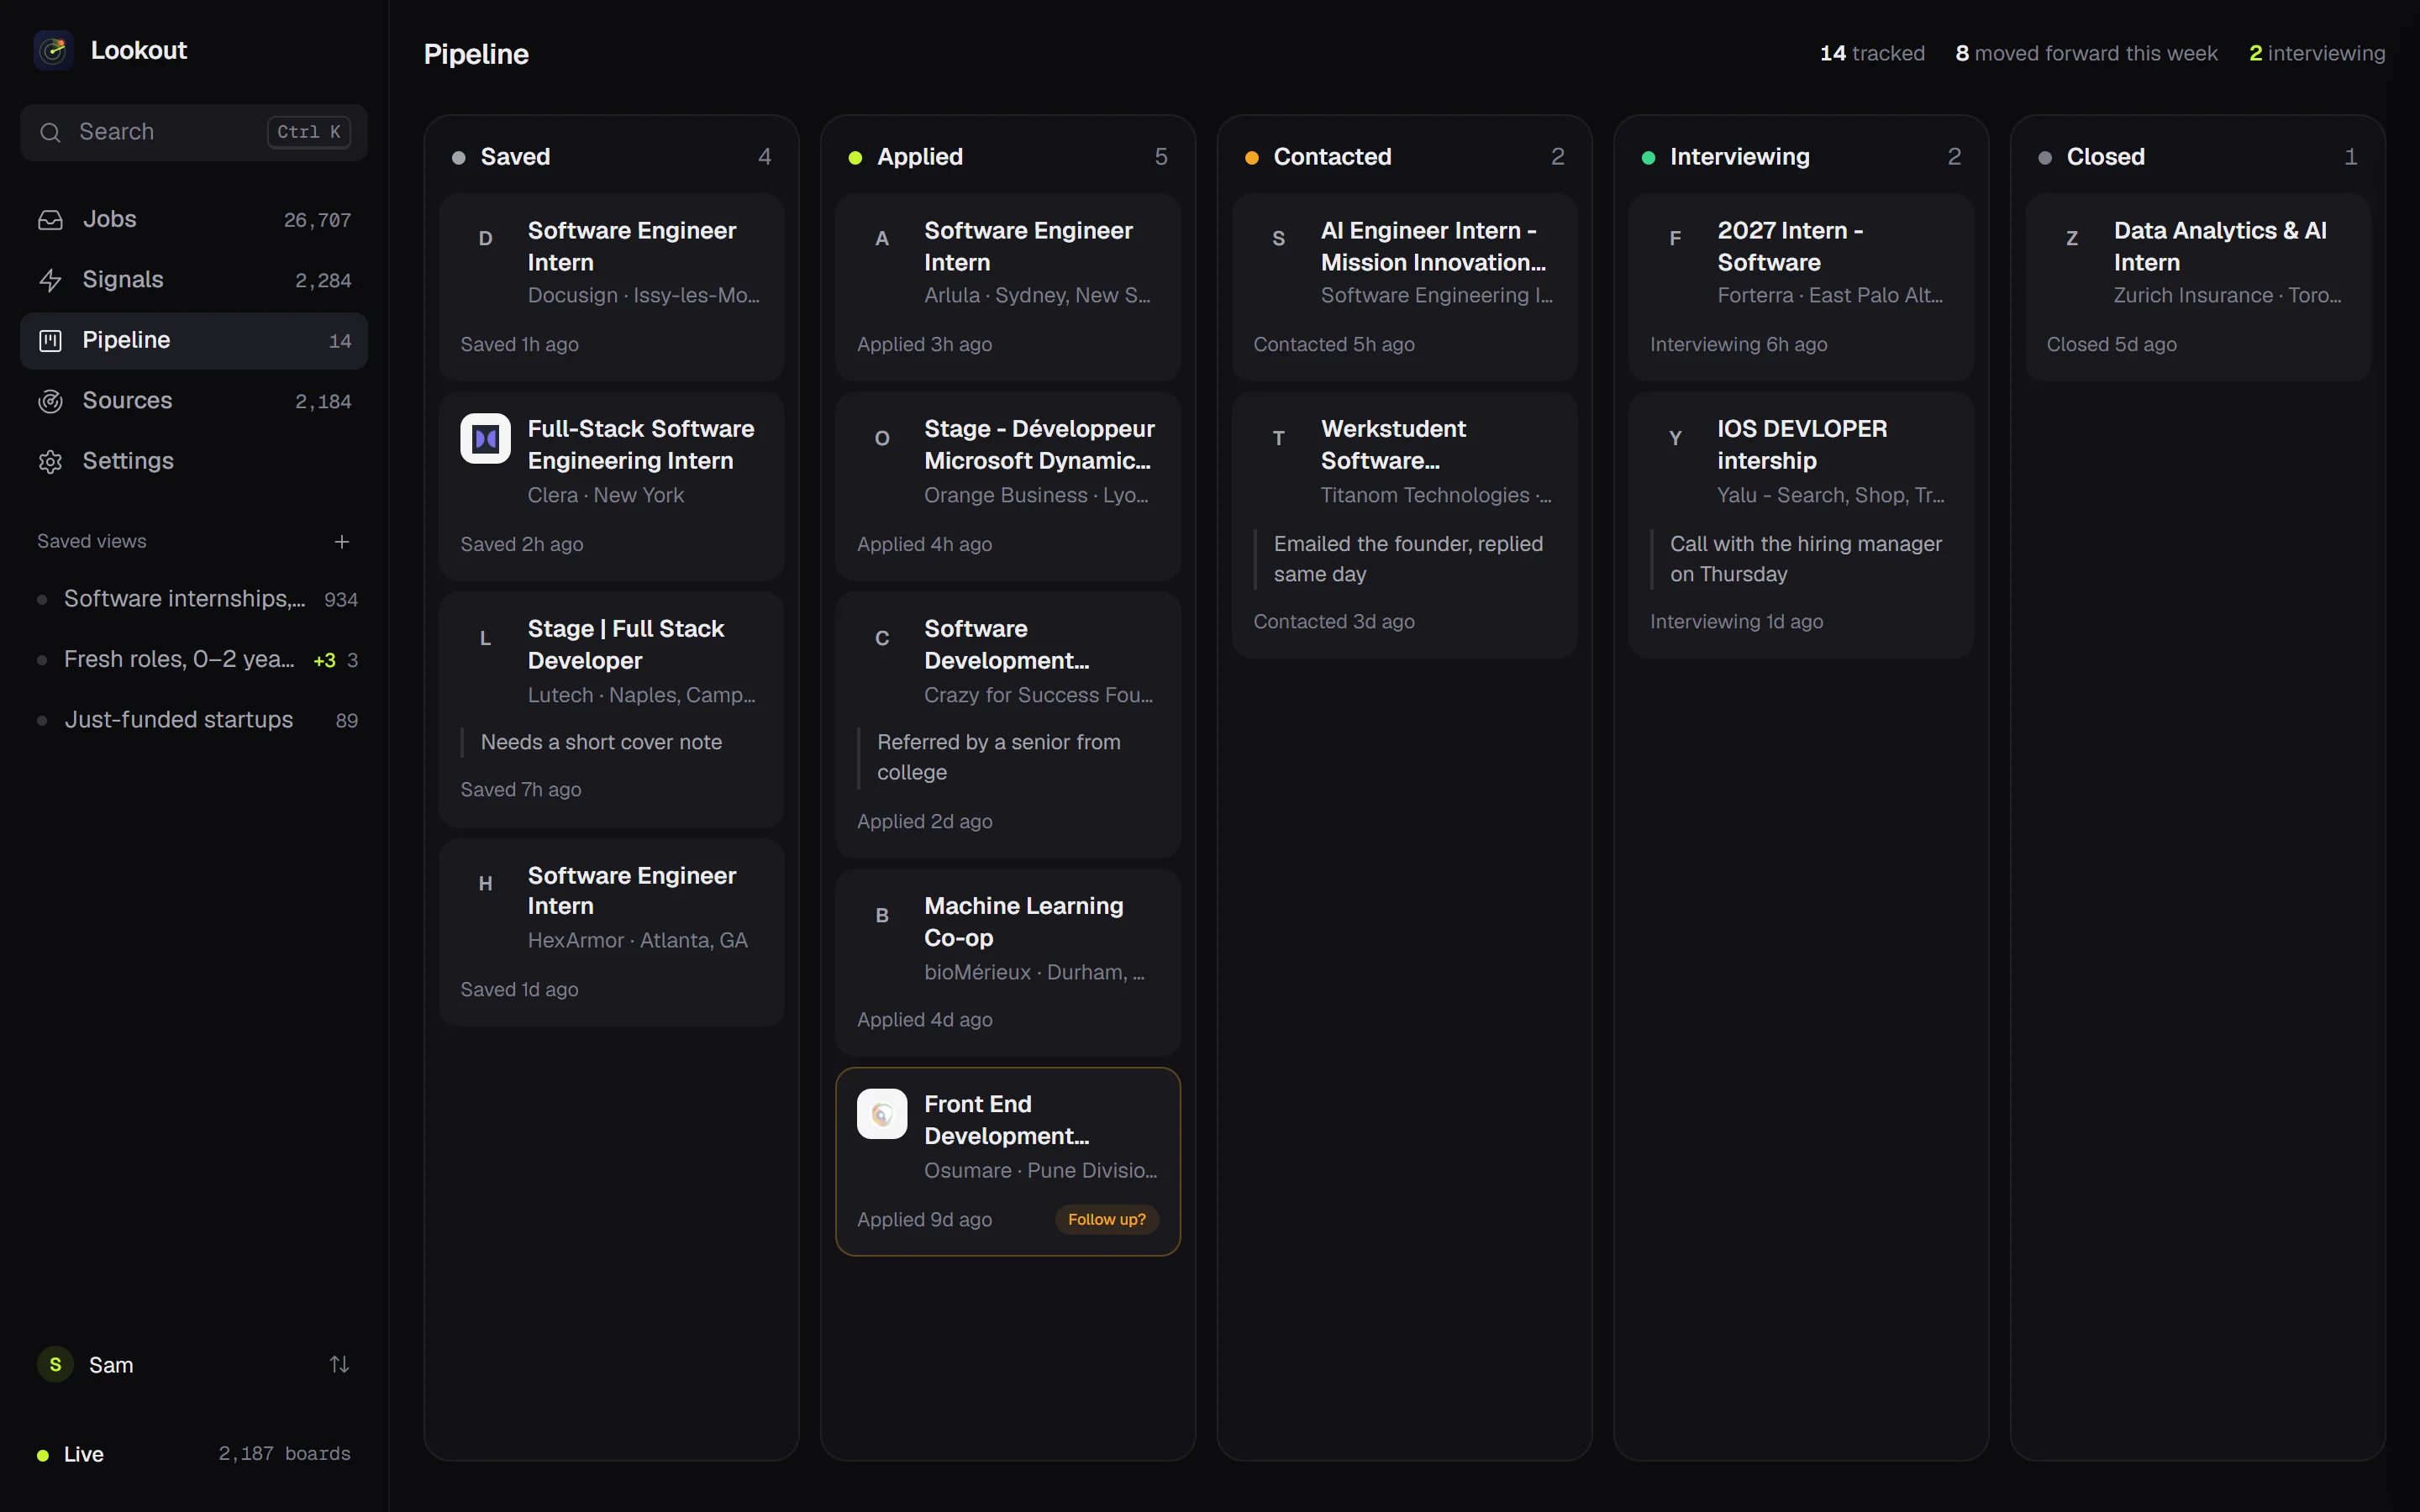 Lookout
Search Ctrl K
Jobs 26,707
Signals 2,284
Pipeline 14
Sources 2,184
Settings
Saved views +
Software internships,... 934
Fresh roles, 0–2 yea... +3 3
Just-funded startups 89
S Sam
Live 2,187 boards
Pipeline
14 tracked 8 moved forward this week 2 interviewing
Saved 4
D
Software Engineer
Intern
Docusign · Issy-les-Mo...
Saved 1h ago
Full-Stack Software
Engineering Intern
Clera · New York
Saved 2h ago
L
Stage | Full Stack
Developer
Lutech · Naples, Camp...
Needs a short cover note
Saved 7h ago
H
Software Engineer
Intern
HexArmor · Atlanta, GA
Saved 1d ago
Applied 5
A
Software Engineer
Intern
Arlula · Sydney, New S...
Applied 3h ago
O
Stage - Développeur
Microsoft Dynamic...
Orange Business · Lyo...
Applied 4h ago
C
Software
Development...
Crazy for Success Fou...
Referred by a senior from
college
Applied 2d ago
B
Machine Learning
Co-op
bioMérieux · Durham, ...
Applied 4d ago
Front End
Development...
Osumare · Pune Divisio...
Applied 9d ago Follow up?
Contacted 2
S
AI Engineer Intern -
Mission Innovation...
Software Engineering I...
Contacted 5h ago
T
Werkstudent
Software...
Titanom Technologies ·...
Emailed the founder, replied
same day
Contacted 3d ago
Interviewing 2
F
2027 Intern -
Software
Forterra · East Palo Alt...
Interviewing 6h ago
Y
IOS DEVLOPER
intership
Yalu - Search, Shop, Tr...
Call with the hiring manager
on Thursday
Interviewing 1d ago
Closed 1
Z
Data Analytics & AI
Intern
Zurich Insurance · Toro...
Closed 5d ago